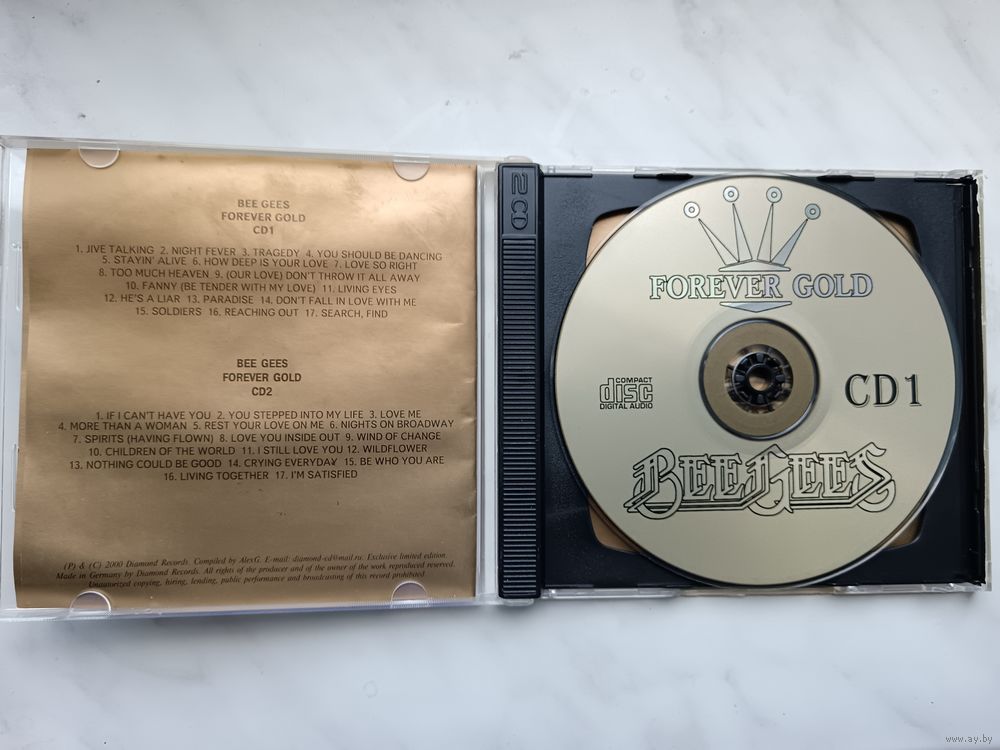 BEE GEES
FOREVER GOLD
CD1
1. JIVE TALKING 2. NIGHT FEVER 3. TRAGEDY 4. YOU SHOULD BE DANCING
5. STAYIN' ALIVE 6. HOW DEEP IS YOUR LOVE 7. LOVE SO RIGHT
8. TOO MUCH HEAVEN 9. (OUR LOVE) DON'T THROW IT ALL AWAY
10. FANNY (BE TENDER WITH MY LOVE) 11. LIVING EYES
12. HE'S A LIAR 13. PARADISE 14. DON'T FALL IN LOVE WITH ME
15. SOLDIERS 16. REACHING OUT 17. SEARCH, FIND
BEE GEES
FOREVER GOLD
CD2
1. IF I CAN'T HAVE YOU 2. YOU STEPPED INTO MY LIFE 3. LOVE ME
4. MORE THAN A WOMAN 5. REST YOUR LOVE ON ME 6. NIGHTS ON BROADWAY
7. SPIRITS (HAVING FLOWN) 8. LOVE YOU INSIDE OUT 9. WIND OF CHANGE
10. CHILDREN OF THE WORLD 11. I STILL LOVE YOU 12. WILDFLOWER
13. NOTHING COULD BE GOOD 14. CRYING EVERYDAY 15. BE WHO YOU ARE
16. LIVING TOGETHER 17. I'M SATISFIED
(P) & (C) 2000 Diamond Records. Compiled by AlexG. E-mail: diamond-cd@mail.ru. Exclusive limited edition.
Made in Germany by Diamond Records. All rights of the producer and of the owner of the work reproduced reserved.
Unautorized copying, hiring, lending, public performance and broadcasting of this record prohibited.
2 CD
FOREVER GOLD
COMPACT
disc
DIGITAL AUDIO
CD1
BEE GEES
www.ay.by